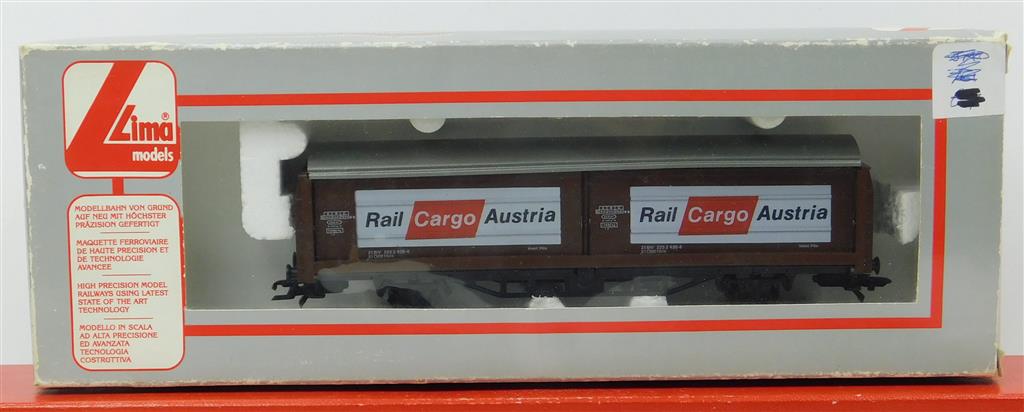 Lima®
models
MODELLBAHN VON GRUND
AUF NEU MIT HÖCHSTER
PRÄZISION GEFERTIGT
MAQUETTE FERROVIAIRE
DE HAUTE PRECISION ET
DE TECHNOLOGIE
AVANCEE
HIGH PRECISION MODEL
RAILWAYS USING LATEST
STATE OF THE ART
TECHNOLOGY
MODELLO IN SCALA
AD ALTA PRECISIONE
ED AVANZATA
TECNOLOGIA
COSTRUTTIVA
Rail Cargo Austria
Rail Cargo Austria